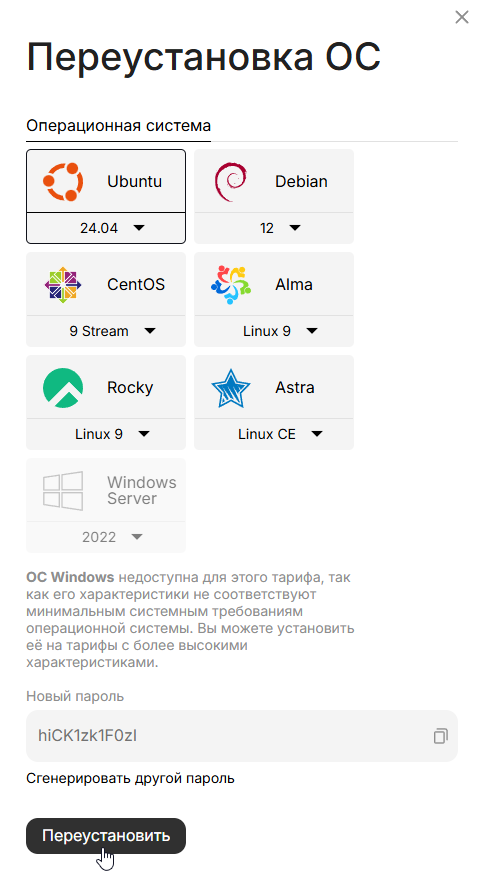 Переустановка ОС
Операционная система
Ubuntu
24.04
Debian
12
CentOS
9 Stream
Alma
Linux 9
Rocky
Linux 9
Astra
Linux CE
Windows
Server
2022
ОС Windows недоступна для этого тарифа, так
как его характеристики не соответствуют
минимальным системным требованиям
операционной системы. Вы можете установить
её на тарифы с более высокими
характеристиками.
Новый пароль
hiCK1zk1F0zI
Сгенерировать другой пароль
Переустановить